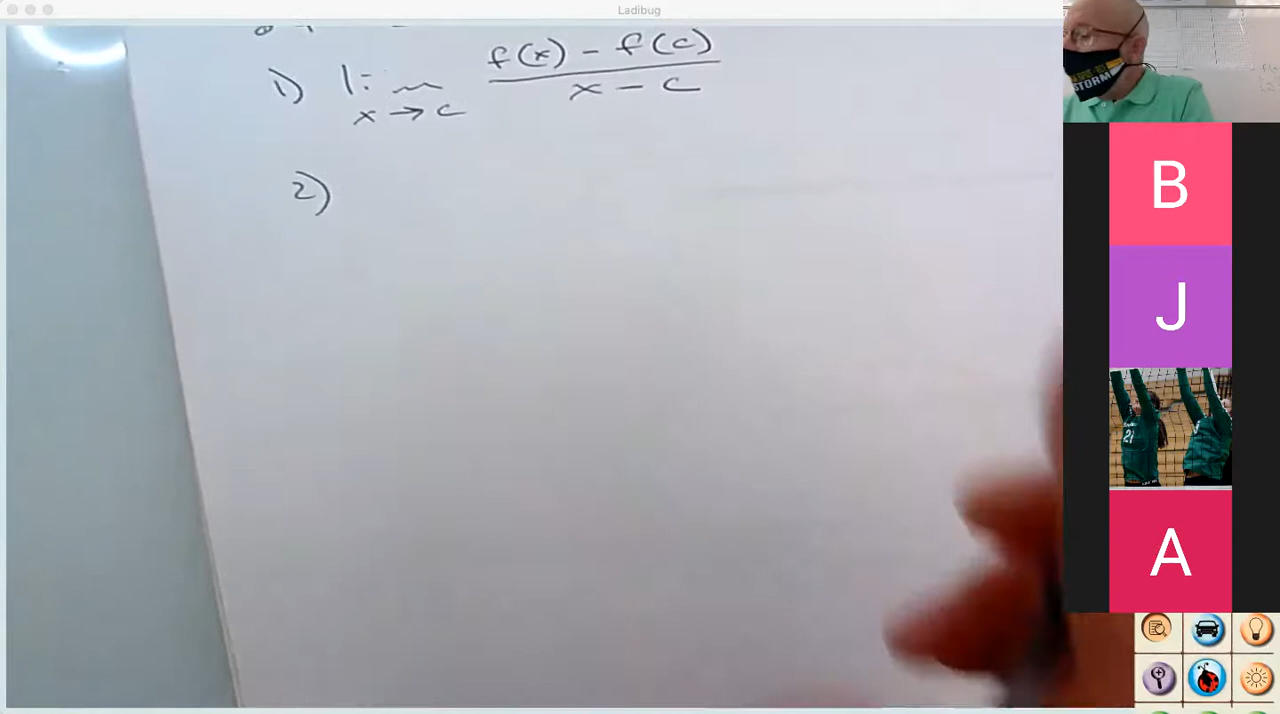 Ladibug
1) lim f(x) - f(c)
x → c x - c
2)
STORM
B
J
21
A